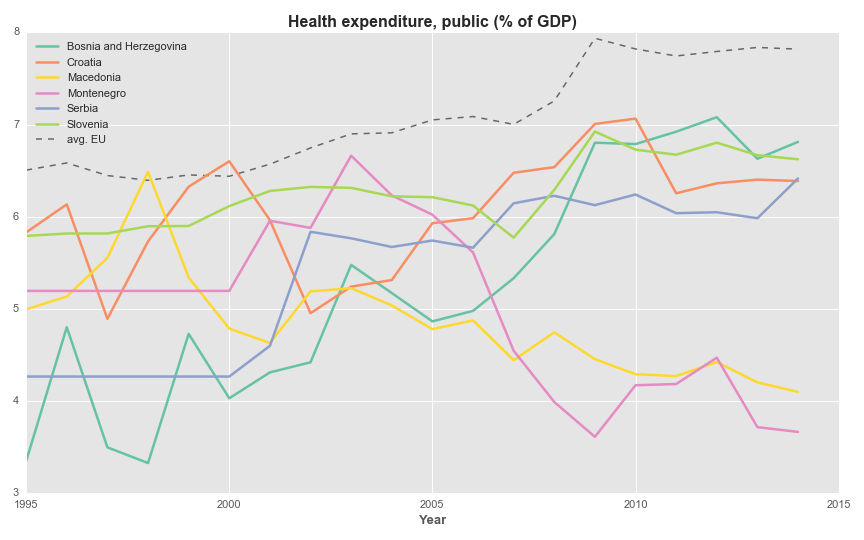 Health expenditure, public (% of GDP)
8
7
6
5
4
3
Bosnia and Herzegovina
Croatia
Macedonia
Montenegro
Serbia
Slovenia
avg. EU
1995
2000
2005
2010
2015
Year